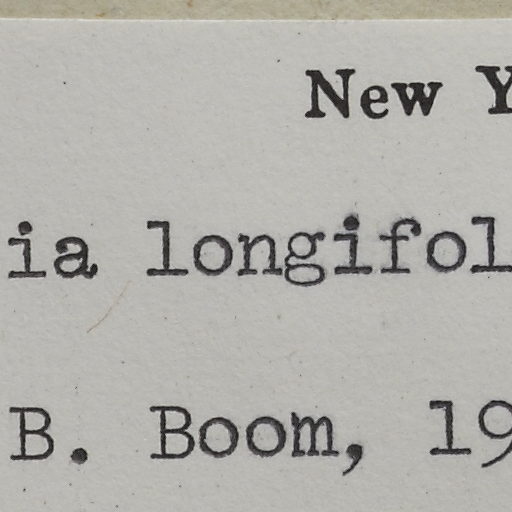 New Y
ia longifol
B. Boom, 19